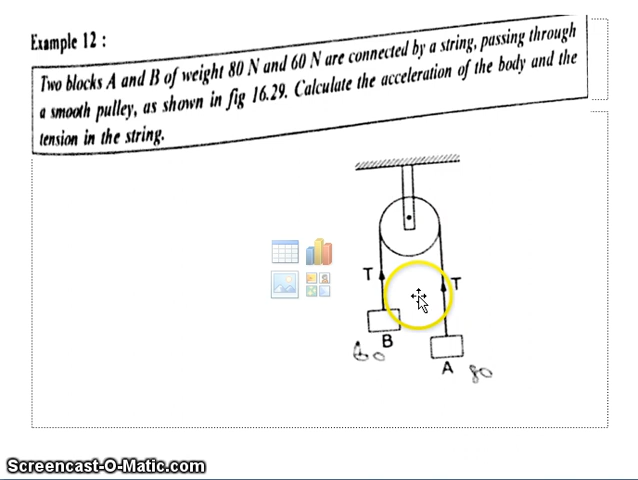 Example 12 :
Two blocks A and B of weight 80 N and 60 N are connected by a string, passing through
a smooth pulley, as shown in fig 16.29. Calculate the acceleration of the body and the
tension in the string.
T
T
B
A
80
Screencast-O-Matic.com